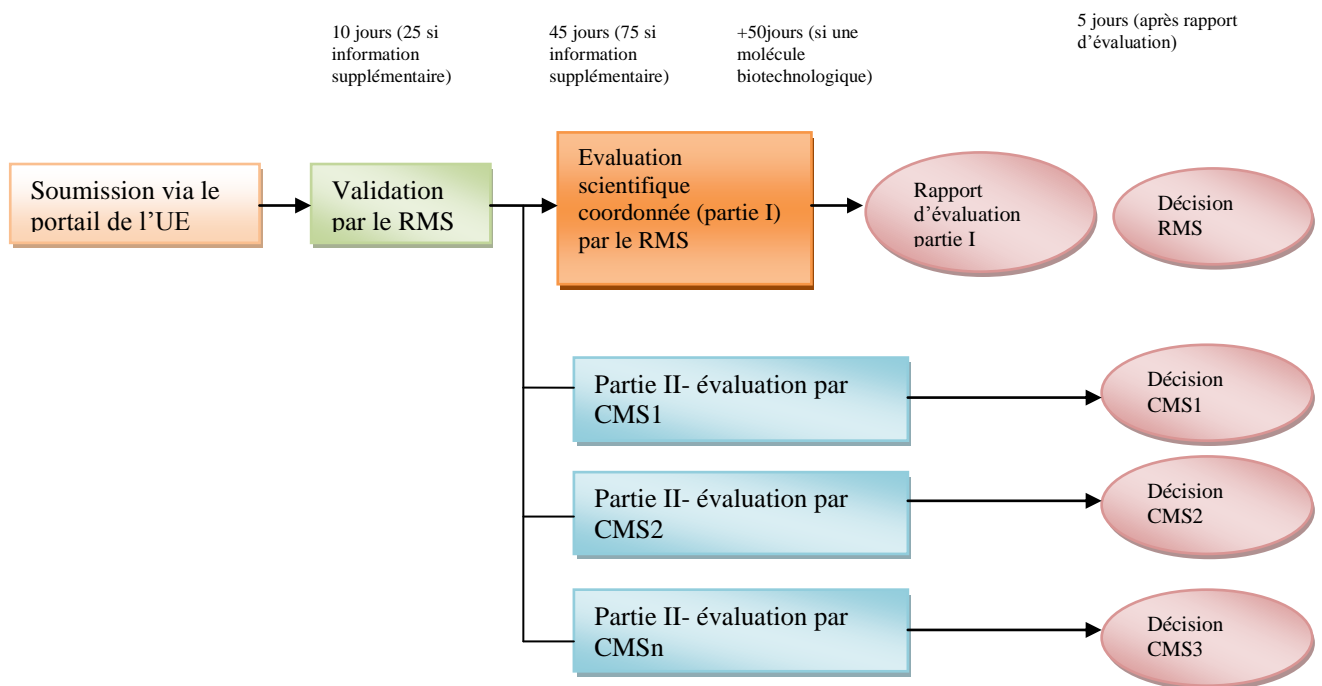 10 jours (25 si
information
supplémentaire)
45 jours (75 si
information
supplémentaire)
+50jours (si une
molécule
biotechnologique)
5 jours (après rapport
d’évaluation)
Soumission via le
portail de l’UE
Validation
par le RMS
Evaluation
scientifique
coordonnée (partie I)
par le RMS
Rapport
d’évaluation
partie I
Décision
RMS
Partie II- évaluation par
CMS1
Décision
CMS1
Partie II- évaluation par
CMS2
Décision
CMS2
Partie II- évaluation par
CMSn
Décision
CMS3